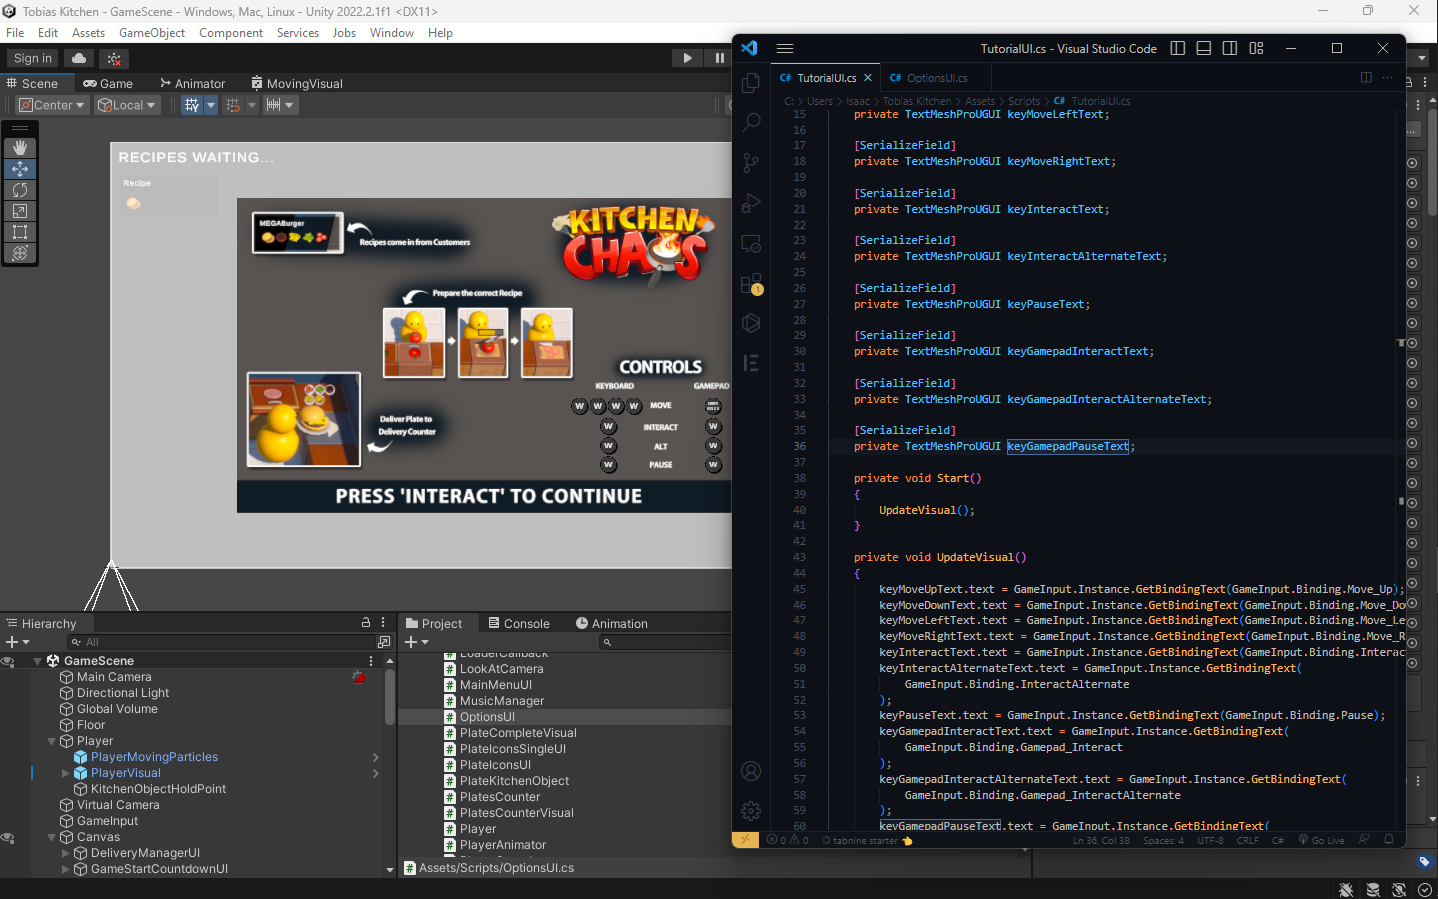 Tobias Kitchen - GameScene - Windows, Mac, Linux - Unity 2022.2.1f1 <DX11>
File Edit Assets GameObject Component Services Jobs Window Help
Sign in
Scene Game Animator MovingVisual
Center Local
RECIPES WAITING...
Recipe
MEGABurger
Recipes come in from Customers
KITCHEN
CHAOS
Prepare the correct Recipe
Deliver Plate to
Delivery Counter
CONTROLS
KEYBOARD GAMEPAD
W W W W MOVE
W INTERACT W
W ALT W
W PAUSE W
PRESS 'INTERACT' TO CONTINUE
Hierarchy
All
GameScene
Main Camera
Directional Light
Global Volume
Floor
Player
PlayerMovingParticles
PlayerVisual
KitchenObjectHoldPoint
Virtual Camera
GameInput
Canvas
DeliveryManagerUI
GameStartCountdownUI
Project Console Animation
LoaderCallback
LookAtCamera
MainMenuUI
MusicManager
OptionsUI
PlateCompleteVisual
PlateIconsSingleUI
PlateIconsUI
PlateKitchenObject
PlatesCounter
PlatesCounterVisual
Player
PlayerAnimator
Assets/Scripts/OptionsUI.cs
TutorialUI.cs - Visual Studio Code
C# TutorialUI.cs C# OptionsUI.cs
C: > Users > Isaac > Tobias Kitchen > Assets > Scripts > C# TutorialUI.cs
15 private TextMeshProUGUI keyMoveLeftText;
16
17 [SerializeField]
18 private TextMeshProUGUI keyMoveRightText;
19
20 [SerializeField]
21 private TextMeshProUGUI keyInteractText;
22
23 [SerializeField]
24 private TextMeshProUGUI keyInteractAlternateText;
25
26 [SerializeField]
27 private TextMeshProUGUI keyPauseText;
28
29 [SerializeField]
30 private TextMeshProUGUI keyGamepadInteractText;
31
32 [SerializeField]
33 private TextMeshProUGUI keyGamepadInteractAlternateText;
34
35 [SerializeField]
36 private TextMeshProUGUI keyGamepadPauseText;
37
38 private void Start()
39 {
40 UpdateVisual();
41 }
42
43 private void UpdateVisual()
44 {
45 keyMoveUpText.text = GameInput.Instance.GetBindingText(GameInput.Binding.Move_Up);
46 keyMoveDownText.text = GameInput.Instance.GetBindingText(GameInput.Binding.Move_Do
47 keyMoveLeftText.text = GameInput.Instance.GetBindingText(GameInput.Binding.Move_Le
48 keyMoveRightText.text = GameInput.Instance.GetBindingText(GameInput.Binding.Move_R
49 keyInteractText.text = GameInput.Instance.GetBindingText(GameInput.Binding.Interac
50 keyInteractAlternateText.text = GameInput.Instance.GetBindingText(
51 GameInput.Binding.InteractAlternate
52 );
53 keyPauseText.text = GameInput.Instance.GetBindingText(GameInput.Binding.Pause);
54 keyGamepadInteractText.text = GameInput.Instance.GetBindingText(
55 GameInput.Binding.Gamepad_Interact
56 );
57 keyGamepadInteractAlternateText.text = GameInput.Instance.GetBindingText(
58 GameInput.Binding.Gamepad_InteractAlternate
59 );
60 keyGamepadPauseText.text = GameInput.Instance.GetBindingText(
1
0 0 tabnine starter Ln 36, Col 38 Spaces: 4 UTF-8 CRLF C# Go Live